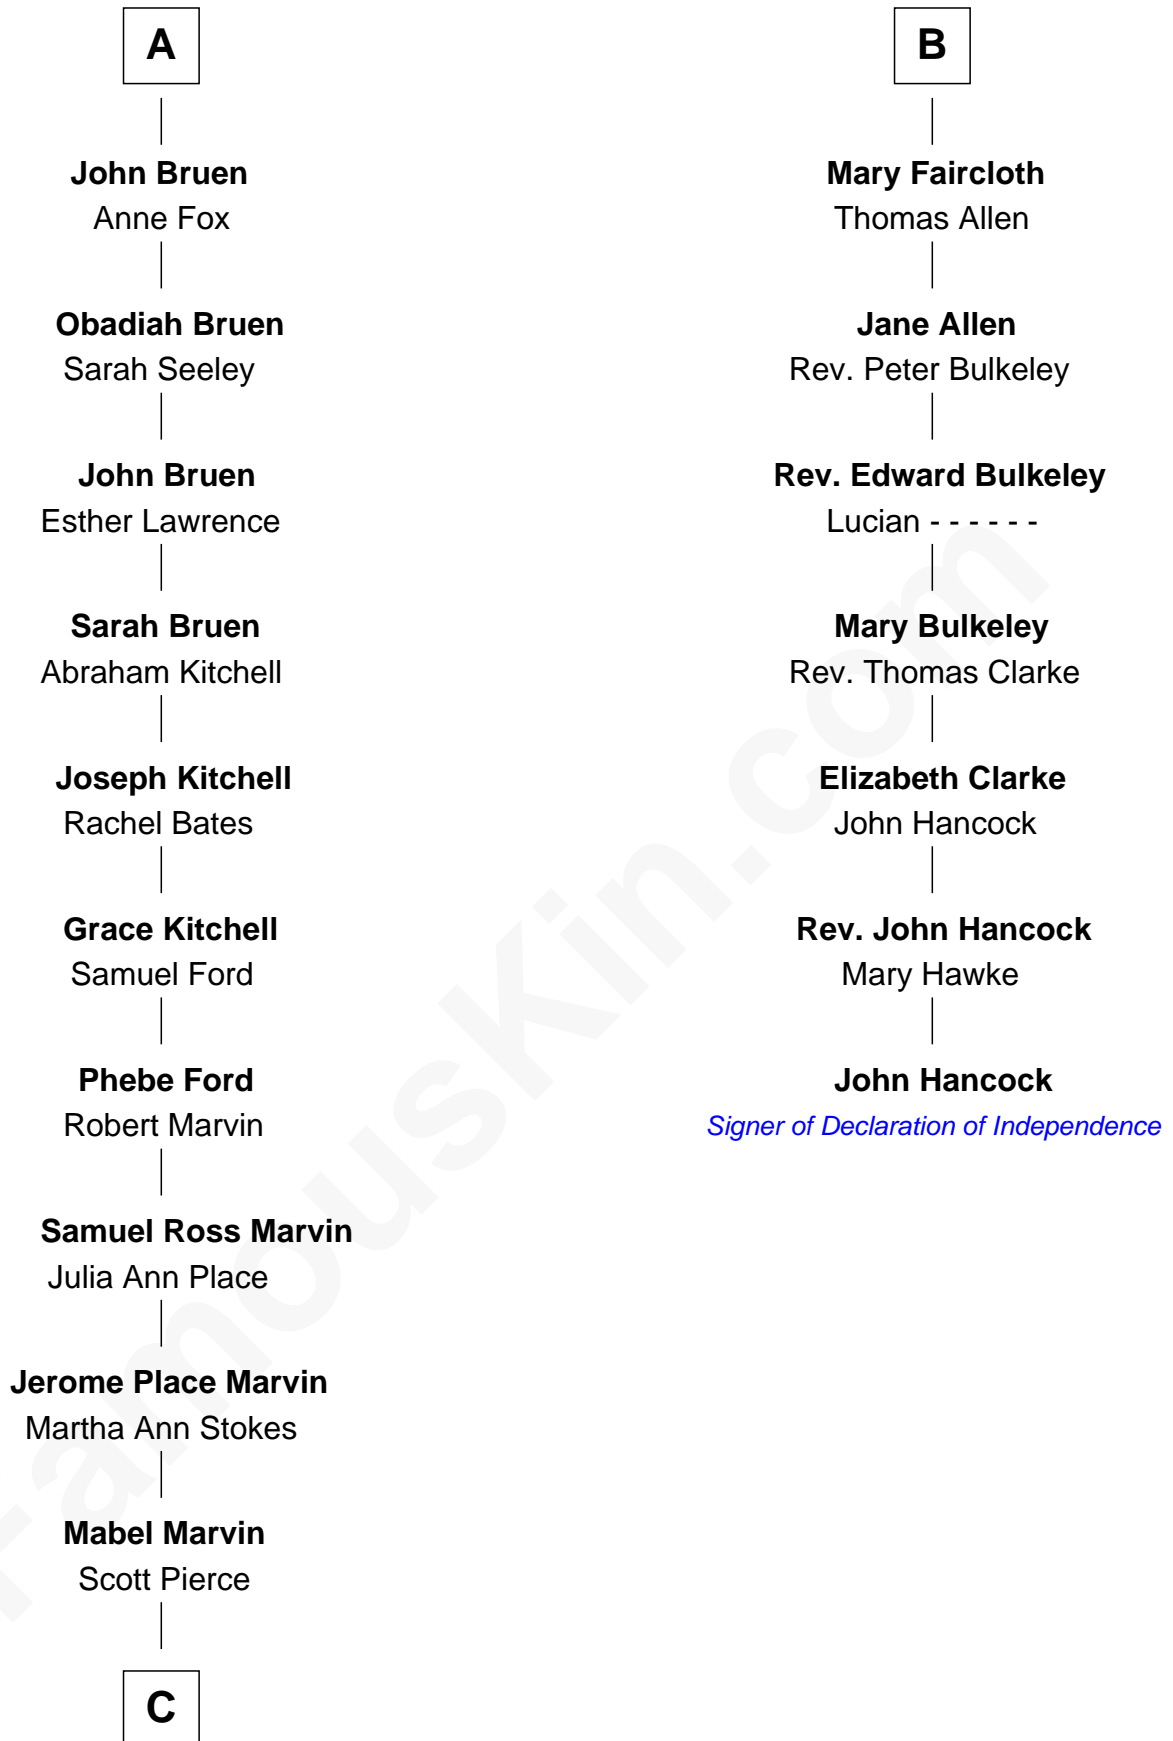 A
John Bruen
Anne Fox
Obadiah Bruen
Sarah Seeley
John Bruen
Esther Lawrence
Sarah Bruen
Abraham Kitchell
Joseph Kitchell
Rachel Bates
Grace Kitchell
Samuel Ford
Phebe Ford
Robert Marvin
Samuel Ross Marvin
Julia Ann Place
Jerome Place Marvin
Martha Ann Stokes
Mabel Marvin
Scott Pierce
C
B
Mary Faircloth
Thomas Allen
Jane Allen
Rev. Peter Bulkeley
Rev. Edward Bulkeley
Lucian - - - - - -
Mary Bulkeley
Rev. Thomas Clarke
Elizabeth Clarke
John Hancock
Rev. John Hancock
Mary Hawke
John Hancock
Signer of Declaration of Independence
FamousKin.com